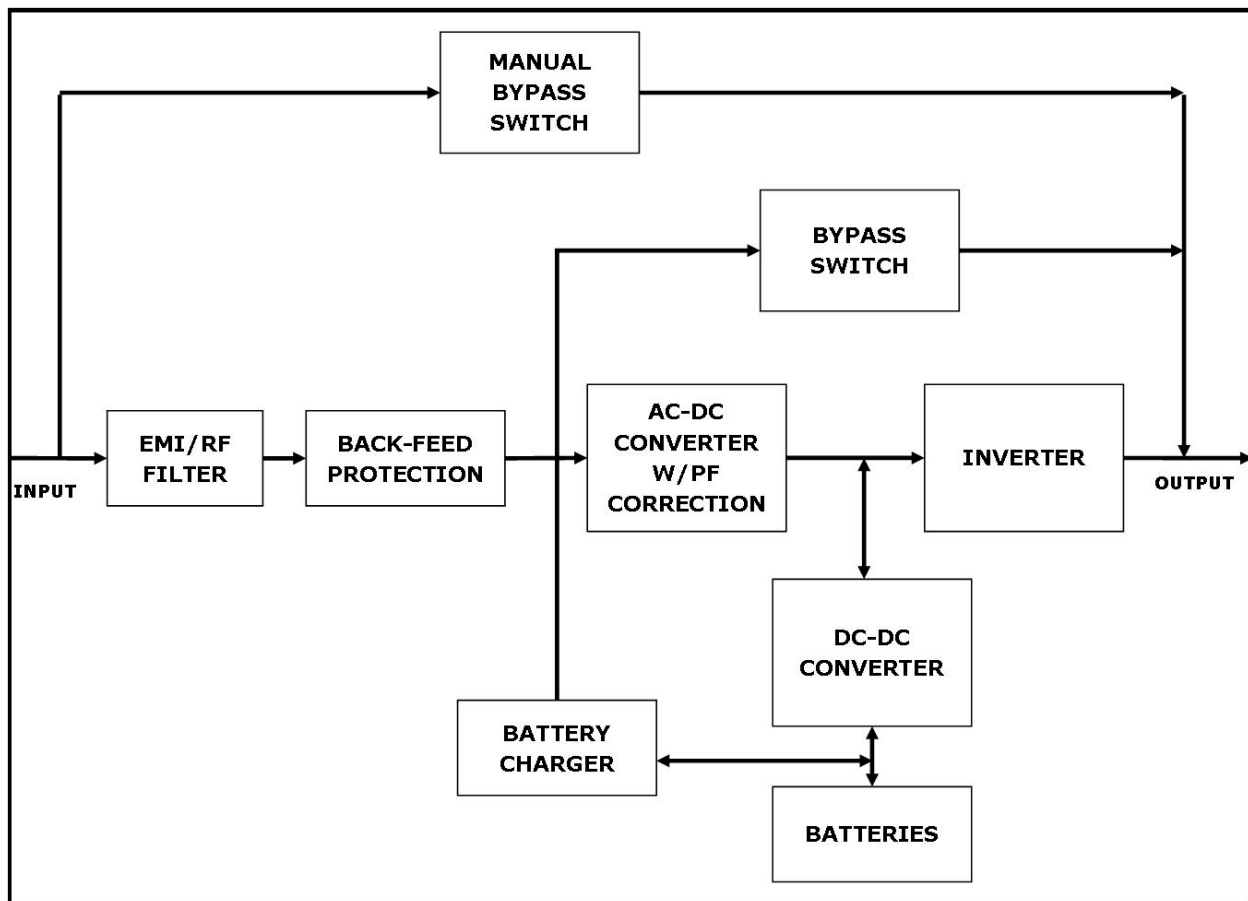 MANUAL
BYPASS
SWITCH
BYPASS
SWITCH
EMI/RF
FILTER
BACK-FEED
PROTECTION
AC-DC
CONVERTER
W/PF
CORRECTION
INVERTER
INPUT
OUTPUT
DC-DC
CONVERTER
BATTERY
CHARGER
BATTERIES